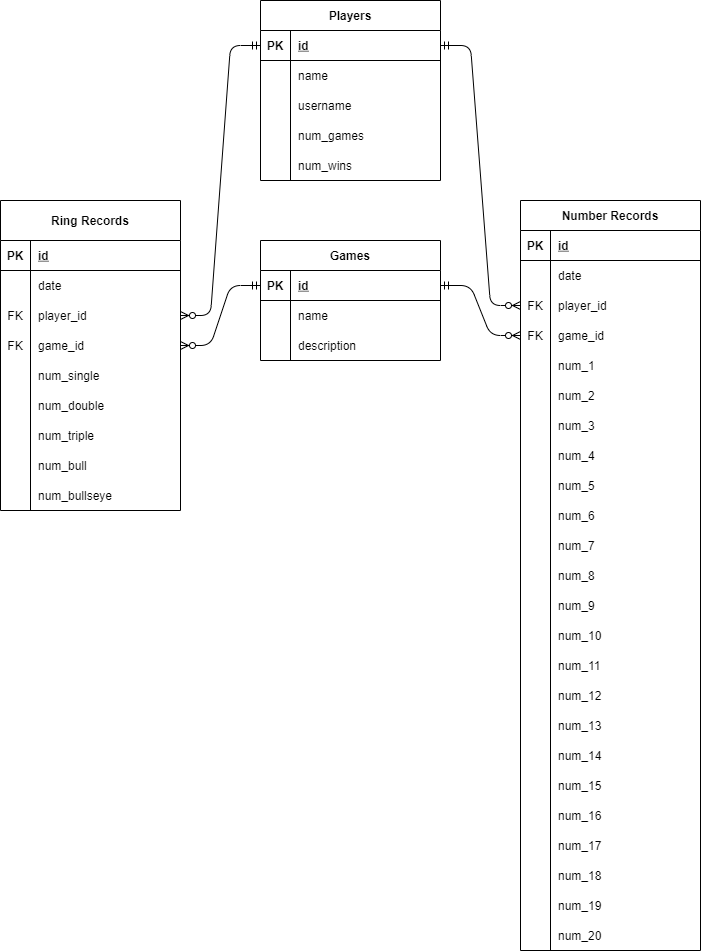 Players
PK id
name
username
num_games
num_wins
Ring Records
PK id
date
FK player_id
FK game_id
num_single
num_double
num_triple
num_bull
num_bullseye
Games
PK id
name
description
Number Records
PK id
date
FK player_id
FK game_id
num_1
num_2
num_3
num_4
num_5
num_6
num_7
num_8
num_9
num_10
num_11
num_12
num_13
num_14
num_15
num_16
num_17
num_18
num_19
num_20